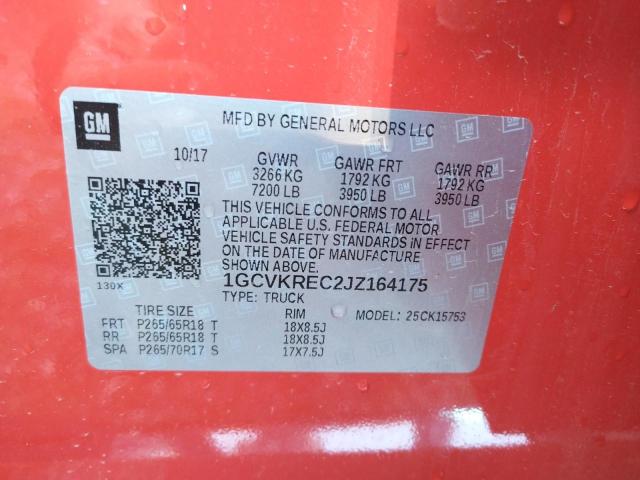 GM
MFD BY GENERAL MOTORS LLC
10/17 GVWR GAWR FRT GAWR RR
3266 KG 1792 KG 1792 KG
7200 LB 3950 LB 3950 LB
THIS VEHICLE CONFORMS TO ALL
APPLICABLE U.S. FEDERAL MOTOR
VEHICLE SAFETY STANDARDS IN EFFECT
ON THE DATE OF MANUFACTURE
SHOWN ABOVE.
130X 1GCVKREC2JZ164175
TYPE: TRUCK
TIRE SIZE RIM MODEL: 25CK15753
FRT P265/65R18 T 18X8.5J
RR P265/65R18 T 18X8.5J
SPA P265/70R17 S 17X7.5J